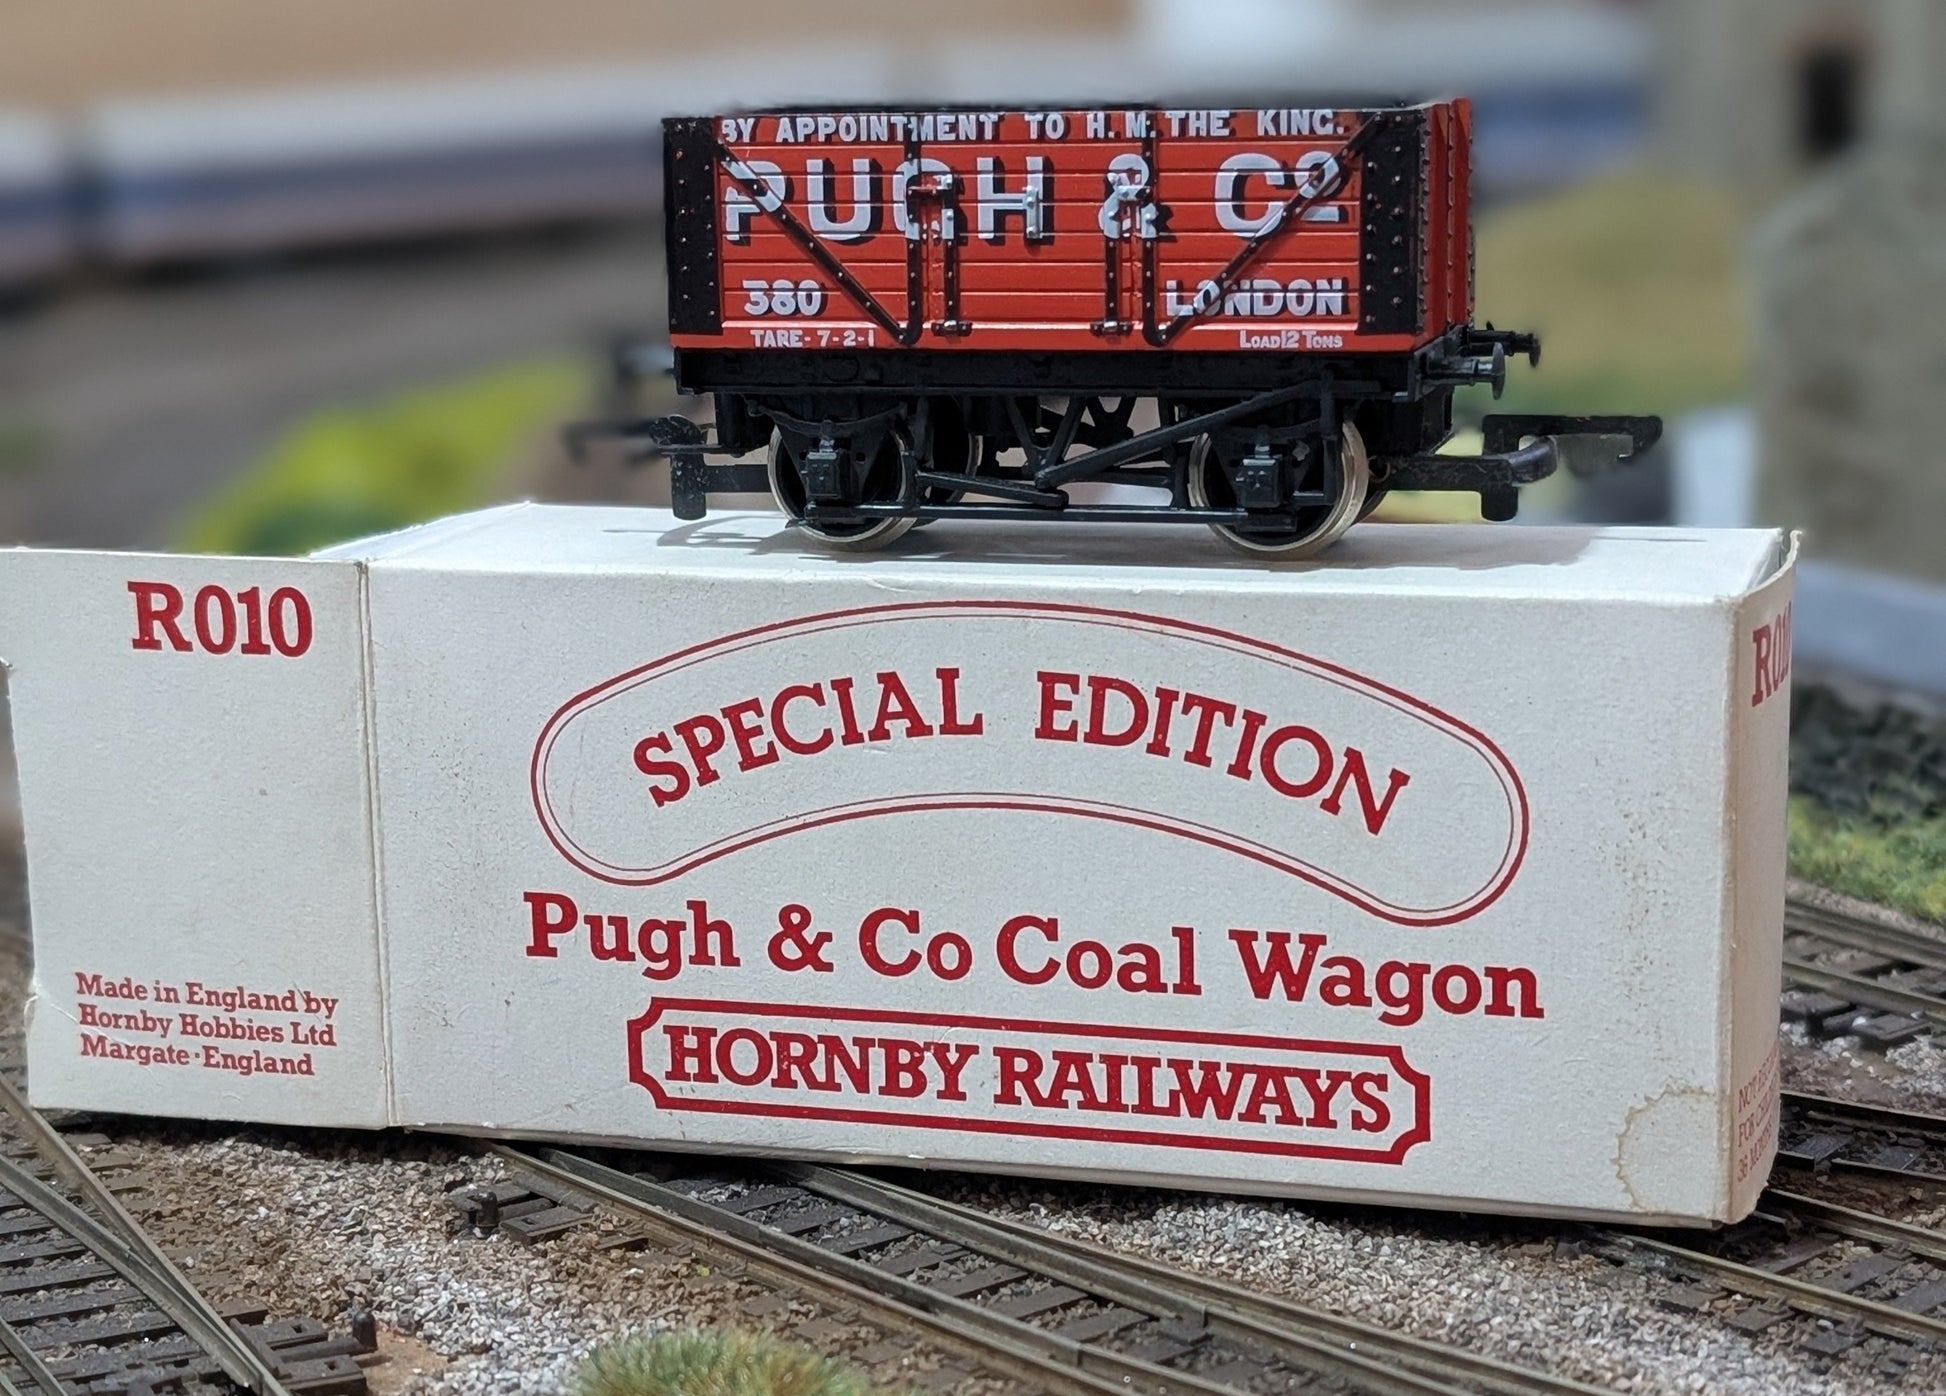 BY APPOINTMENT TO H.M. THE KING.
PUGH & Cº
380 LONDON
TARE-7-2-1 LOAD 12 TONS
R010
SPECIAL EDITION
R010
Pugh & Co Coal Wagon
HORNBY RAILWAYS
Made in England by
Hornby Hobbies Ltd
Margate·England